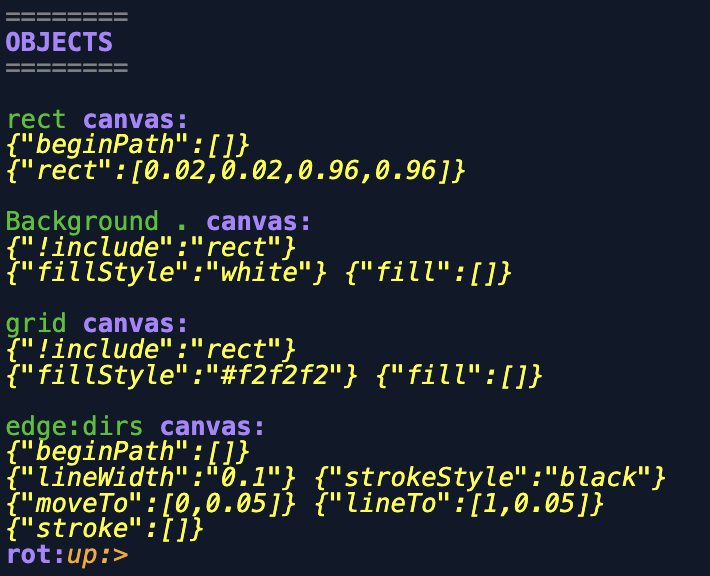 ========
OBJECTS
========
rect canvas:
{"beginPath":[]}
{"rect":[0.02,0.02,0.96,0.96]}
Background . canvas:
{"!include":"rect"}
{"fillStyle":"white"} {"fill":[]}
grid canvas:
{"!include":"rect"}
{"fillStyle":"#f2f2f2"} {"fill":[]}
edge:dirs canvas:
{"beginPath":[]}
{"lineWidth":"0.1"} {"strokeStyle":"black"}
{"moveTo":[0,0.05]} {"lineTo":[1,0.05]}
{"stroke":[]}
rot:up:>